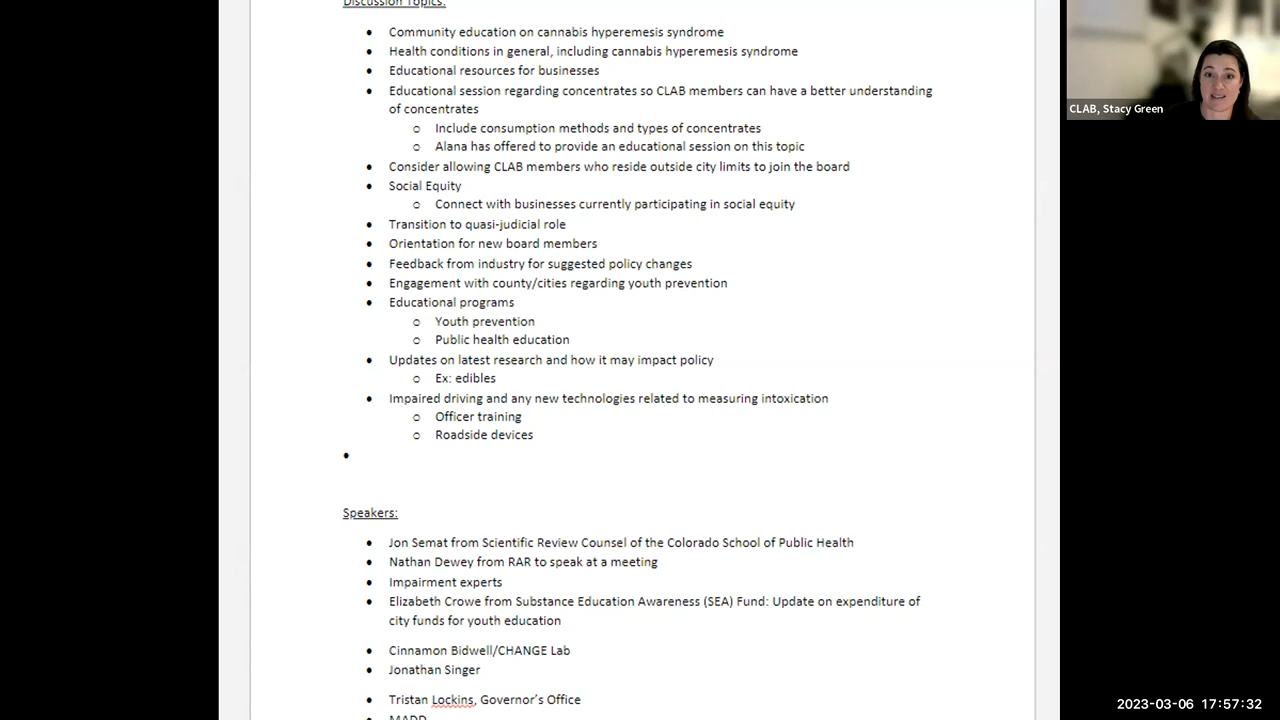 Discussion Topics:
• Community education on cannabis hyperemesis syndrome
• Health conditions in general, including cannabis hyperemesis syndrome
• Educational resources for businesses
• Educational session regarding concentrates so CLAB members can have a better understanding
of concentrates
o Include consumption methods and types of concentrates
o Alana has offered to provide an educational session on this topic
• Consider allowing CLAB members who reside outside city limits to join the board
• Social Equity
o Connect with businesses currently participating in social equity
• Transition to quasi-judicial role
• Orientation for new board members
• Feedback from industry for suggested policy changes
• Engagement with county/cities regarding youth prevention
• Educational programs
o Youth prevention
o Public health education
• Updates on latest research and how it may impact policy
o Ex: edibles
• Impaired driving and any new technologies related to measuring intoxication
o Officer training
o Roadside devices
•
Speakers:
• Jon Semat from Scientific Review Counsel of the Colorado School of Public Health
• Nathan Dewey from RAR to speak at a meeting
• Impairment experts
• Elizabeth Crowe from Substance Education Awareness (SEA) Fund: Update on expenditure of
city funds for youth education
• Cinnamon Bidwell/CHANGE Lab
• Jonathan Singer
• Tristan Lockins, Governor's Office
• MADD
CLAB, Stacy Green
2023-03-06 17:57:32